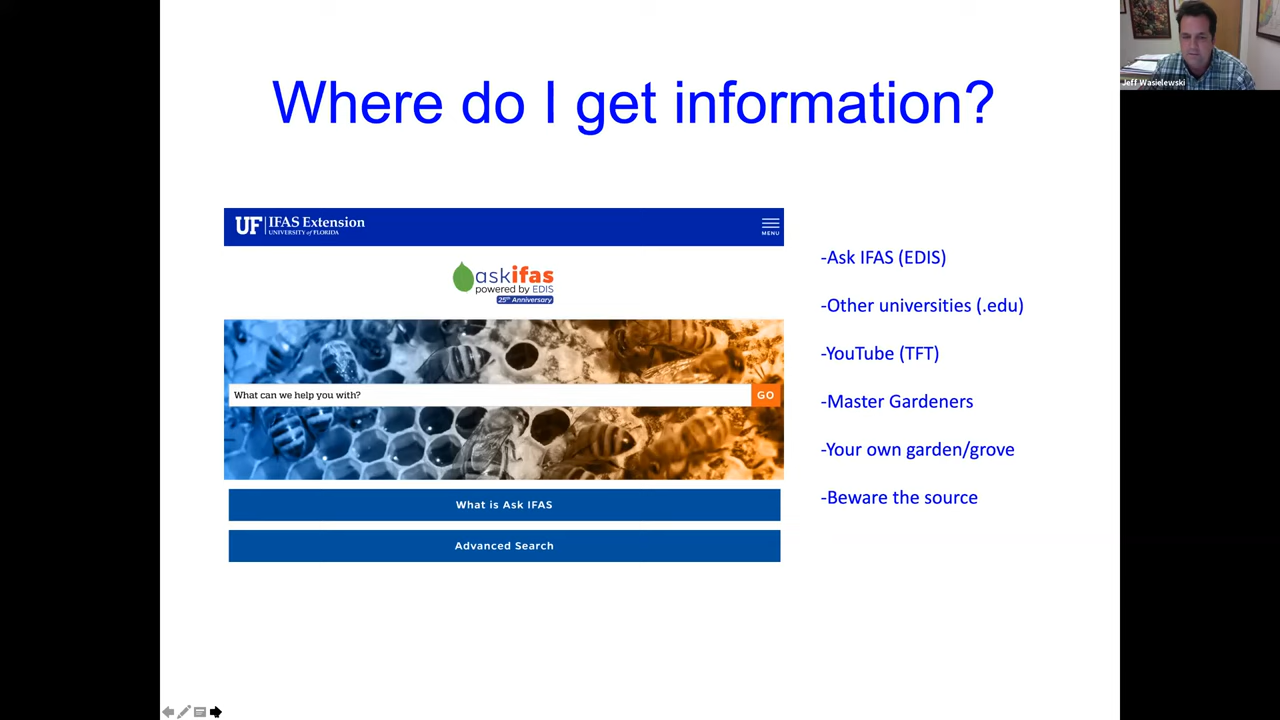 Where do I get information?
Jeff Wasielewski
UF IFAS Extension
UNIVERSITY of FLORIDA
MENU
askifas
powered by EDIS
25th Anniversary
What can we help you with?
GO
What is Ask IFAS
Advanced Search
-Ask IFAS (EDIS)
-Other universities (.edu)
-YouTube (TFT)
-Master Gardeners
-Your own garden/grove
-Beware the source